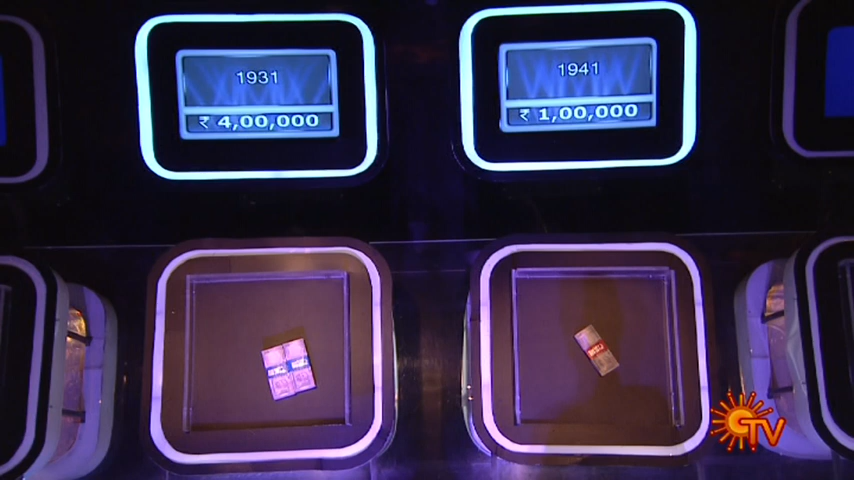 1931
₹ 4,00,000
1941
₹ 1,00,000
TV